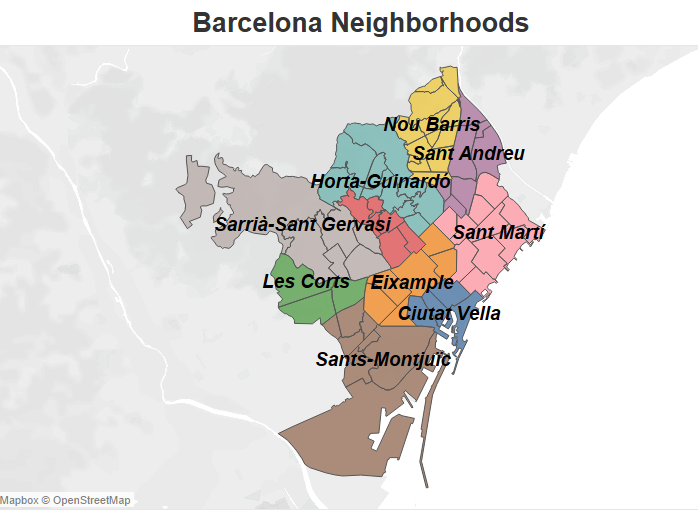 Barcelona Neighborhoods
Nou Barris
Sant Andreu
Horta-Guinardó
Sarrià-Sant Gervasi
Sant Martí
Les Corts
Eixample
Ciutat Vella
Sants-Montjuïc
Mapbox © OpenStreetMap